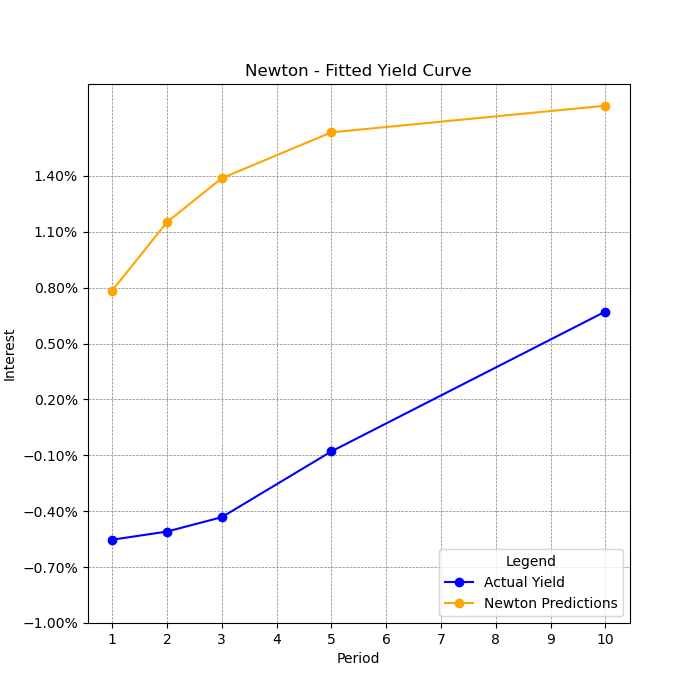 Newton - Fitted Yield Curve
1.40%
1.10%
0.80%
0.50%
0.20%
−0.10%
−0.40%
−0.70%
−1.00%
Interest
Legend
Actual Yield
Newton Predictions
1 2 3 4 5 6 7 8 9 10
Period